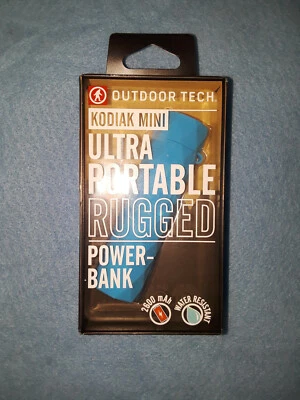 OUTDOOR TECH
KODIAK MINI
ULTRA
PORTABLE
RUGGED
POWER-
BANK
2600 mAh
WATER RESISTANT